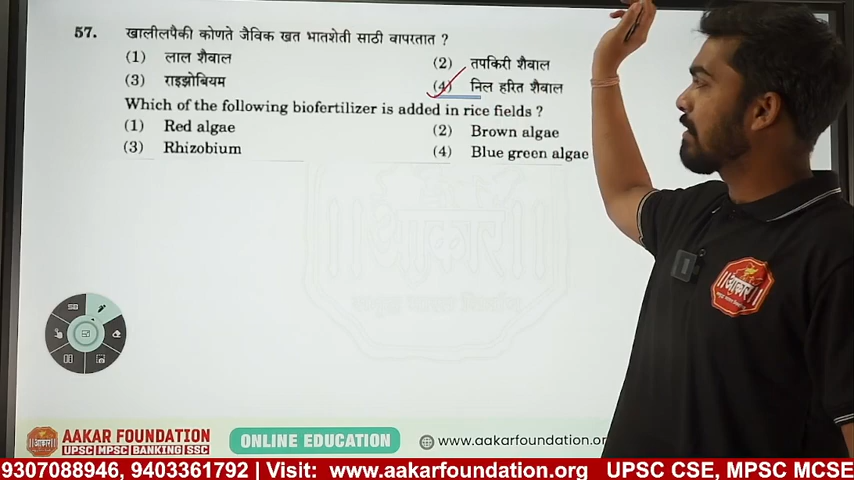 57. खालीलपैकी कोणते जैविक खत भातशेती साठी वापरतात ?
(1) लाल शैवाल (2) तपकिरी शैवाल
(3) राइझोबियम (4) निल हरित शैवाल
Which of the following biofertilizer is added in rice fields ?
(1) Red algae (2) Brown algae
(3) Rhizobium (4) Blue green algae
॥आकार॥
॥आकार॥
॥आकार॥ AAKAR FOUNDATION
UPSC MPSC BANKING SSC
ONLINE EDUCATION
www.aakarfoundation.or
9307088946, 9403361792 | Visit: www.aakarfoundation.org UPSC CSE, MPSC MCSE